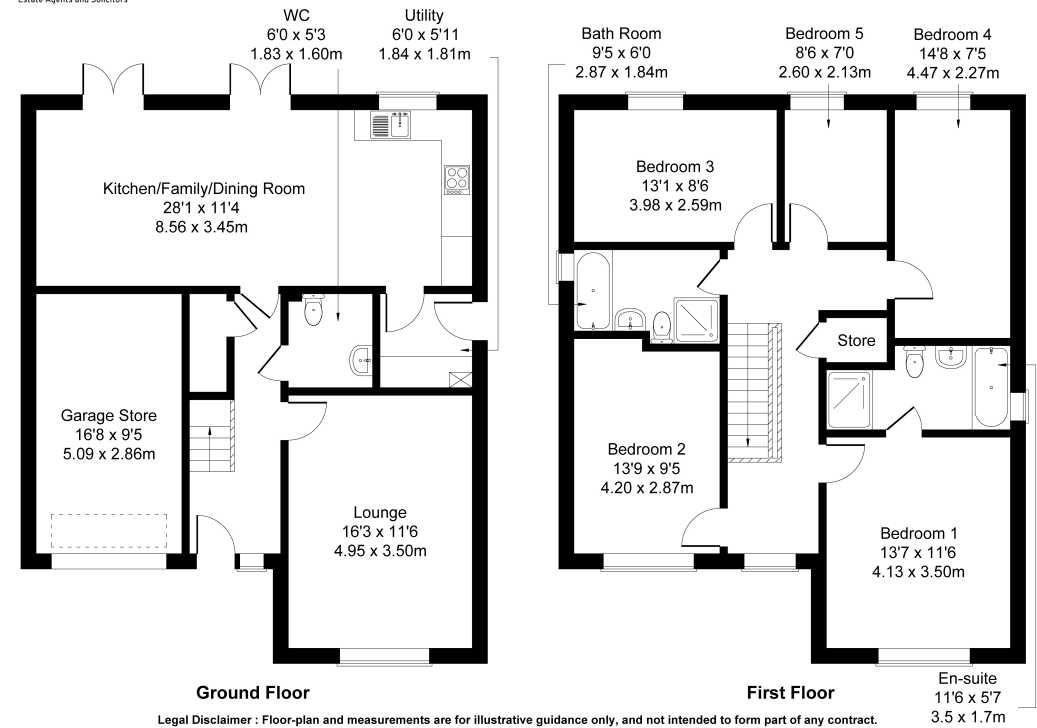 Estate Agents and Solicitors
WC
6'0 x 5'3
1.83 x 1.60m
Utility
6'0 x 5'11
1.84 x 1.81m
Kitchen/Family/Dining Room
28'1 x 11'4
8.56 x 3.45m
Garage Store
16'8 x 9'5
5.09 x 2.86m
Lounge
16'3 x 11'6
4.95 x 3.50m
Ground Floor
Bath Room
9'5 x 6'0
2.87 x 1.84m
Bedroom 5
8'6 x 7'0
2.60 x 2.13m
Bedroom 4
14'8 x 7'5
4.47 x 2.27m
Bedroom 3
13'1 x 8'6
3.98 x 2.59m
Store
Bedroom 2
13'9 x 9'5
4.20 x 2.87m
Bedroom 1
13'7 x 11'6
4.13 x 3.50m
En-suite
11'6 x 5'7
3.5 x 1.7m
First Floor
Legal Disclaimer : Floor-plan and measurements are for illustrative guidance only, and not intended to form part of any contract.